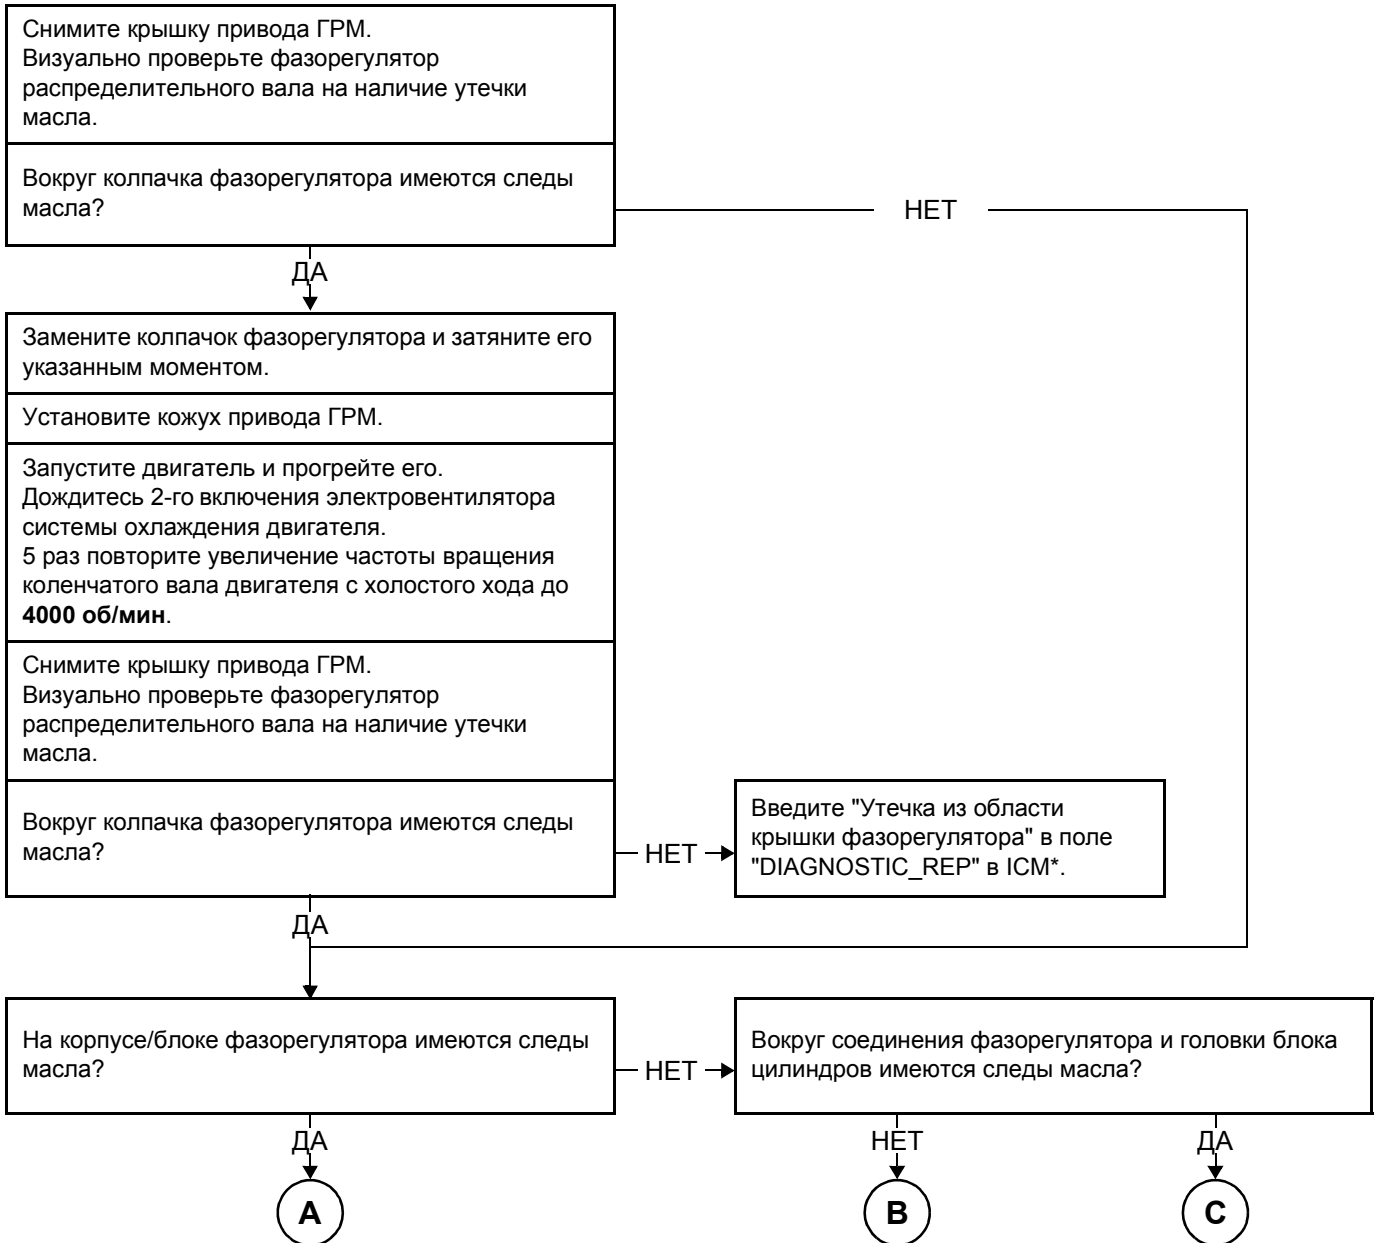 Снимите крышку привода ГРМ.
Визуально проверьте фазорегулятор
распределительного вала на наличие утечки
масла.
Вокруг колпачка фазорегулятора имеются следы
масла?
НЕТ
ДА
Замените колпачок фазорегулятора и затяните его
указанным моментом.
Установите кожух привода ГРМ.
Запустите двигатель и прогрейте его.
Дождитесь 2-го включения электровентилятора
системы охлаждения двигателя.
5 раз повторите увеличение частоты вращения
коленчатого вала двигателя с холостого хода до
4000 об/мин.
Снимите крышку привода ГРМ.
Визуально проверьте фазорегулятор
распределительного вала на наличие утечки
масла.
Вокруг колпачка фазорегулятора имеются следы
масла?
НЕТ
Введите "Утечка из области
крышки фазорегулятора" в поле
"DIAGNOSTIC_REP" в ICM*.
ДА
На корпусе/блоке фазорегулятора имеются следы
масла?
НЕТ
Вокруг соединения фазорегулятора и головки блока
цилиндров имеются следы масла?
ДА
НЕТ
ДА
A
B
C